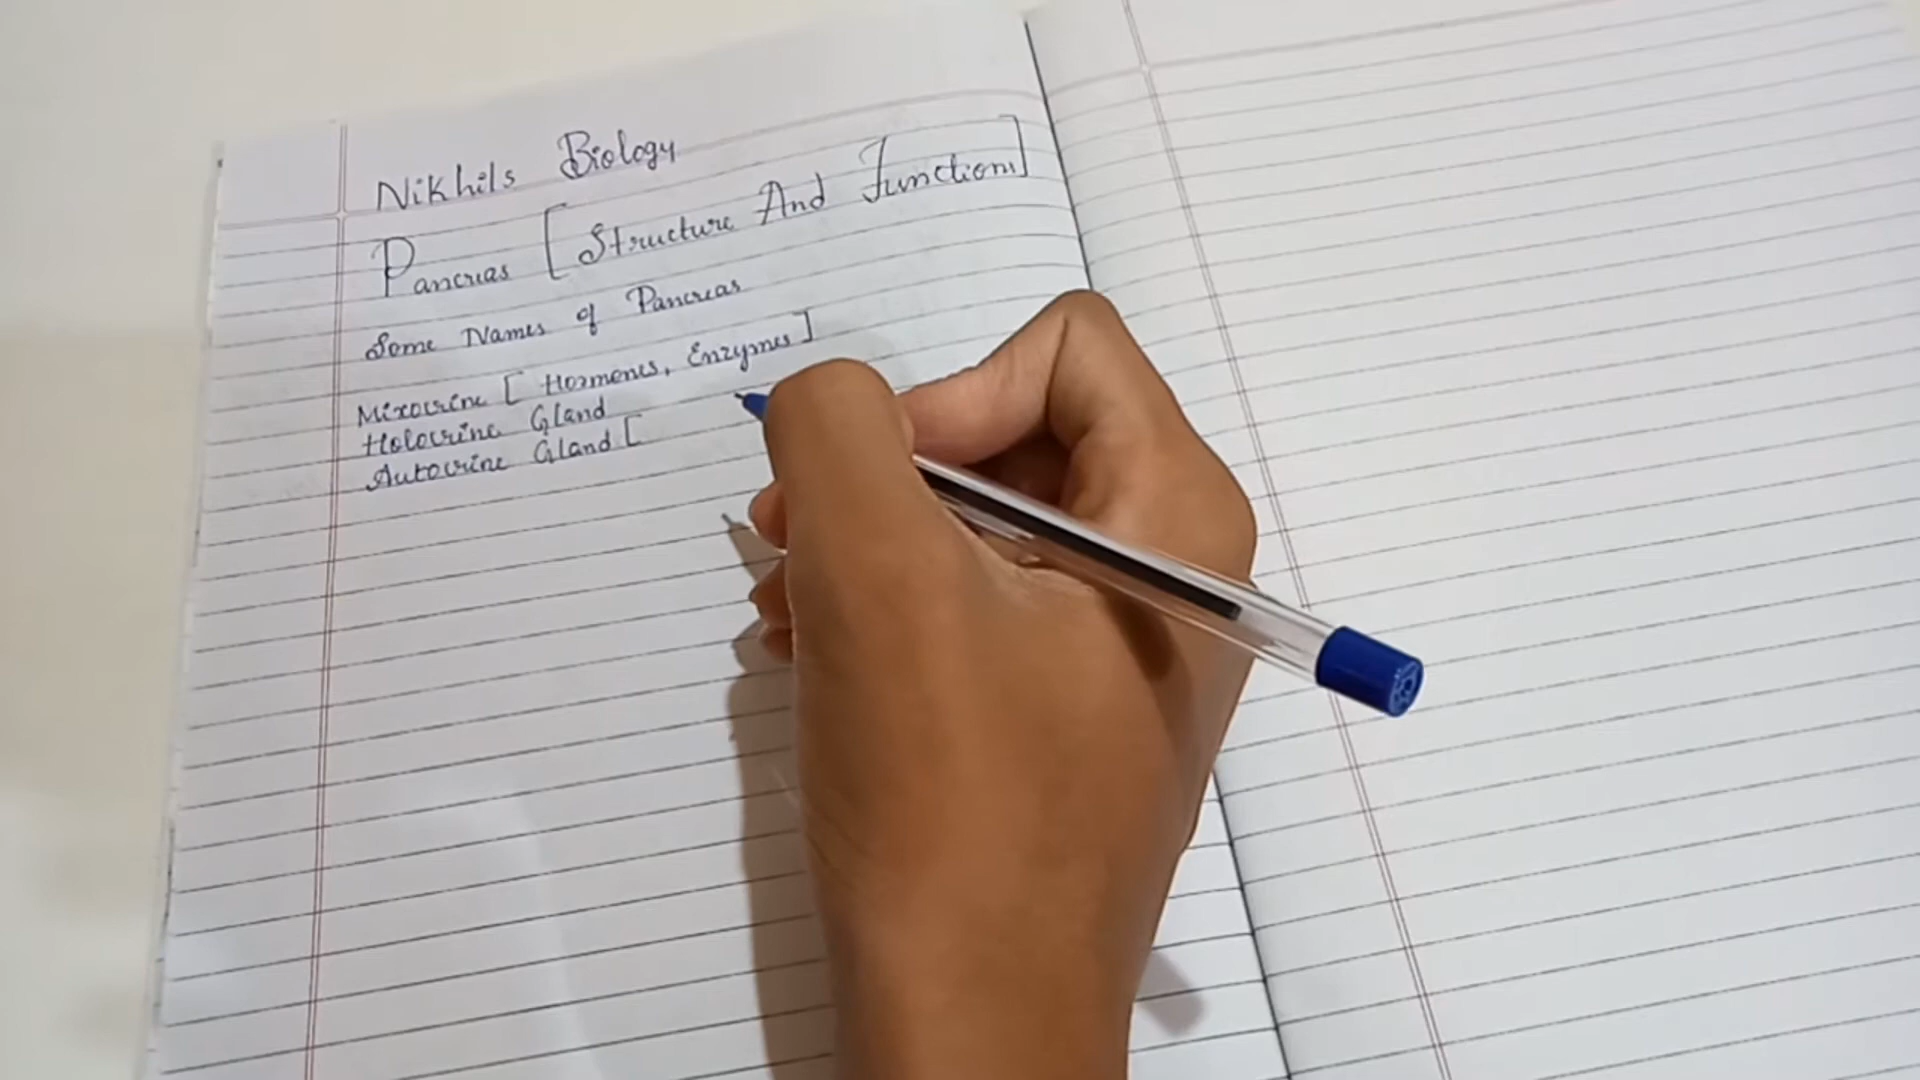 Nikhils Biology
Pancreas [Structure And Functions]
Some Names of Pancreas
Mixocrine [Hormones, Enzymes]
Holocrine Gland
Autocrine Gland [